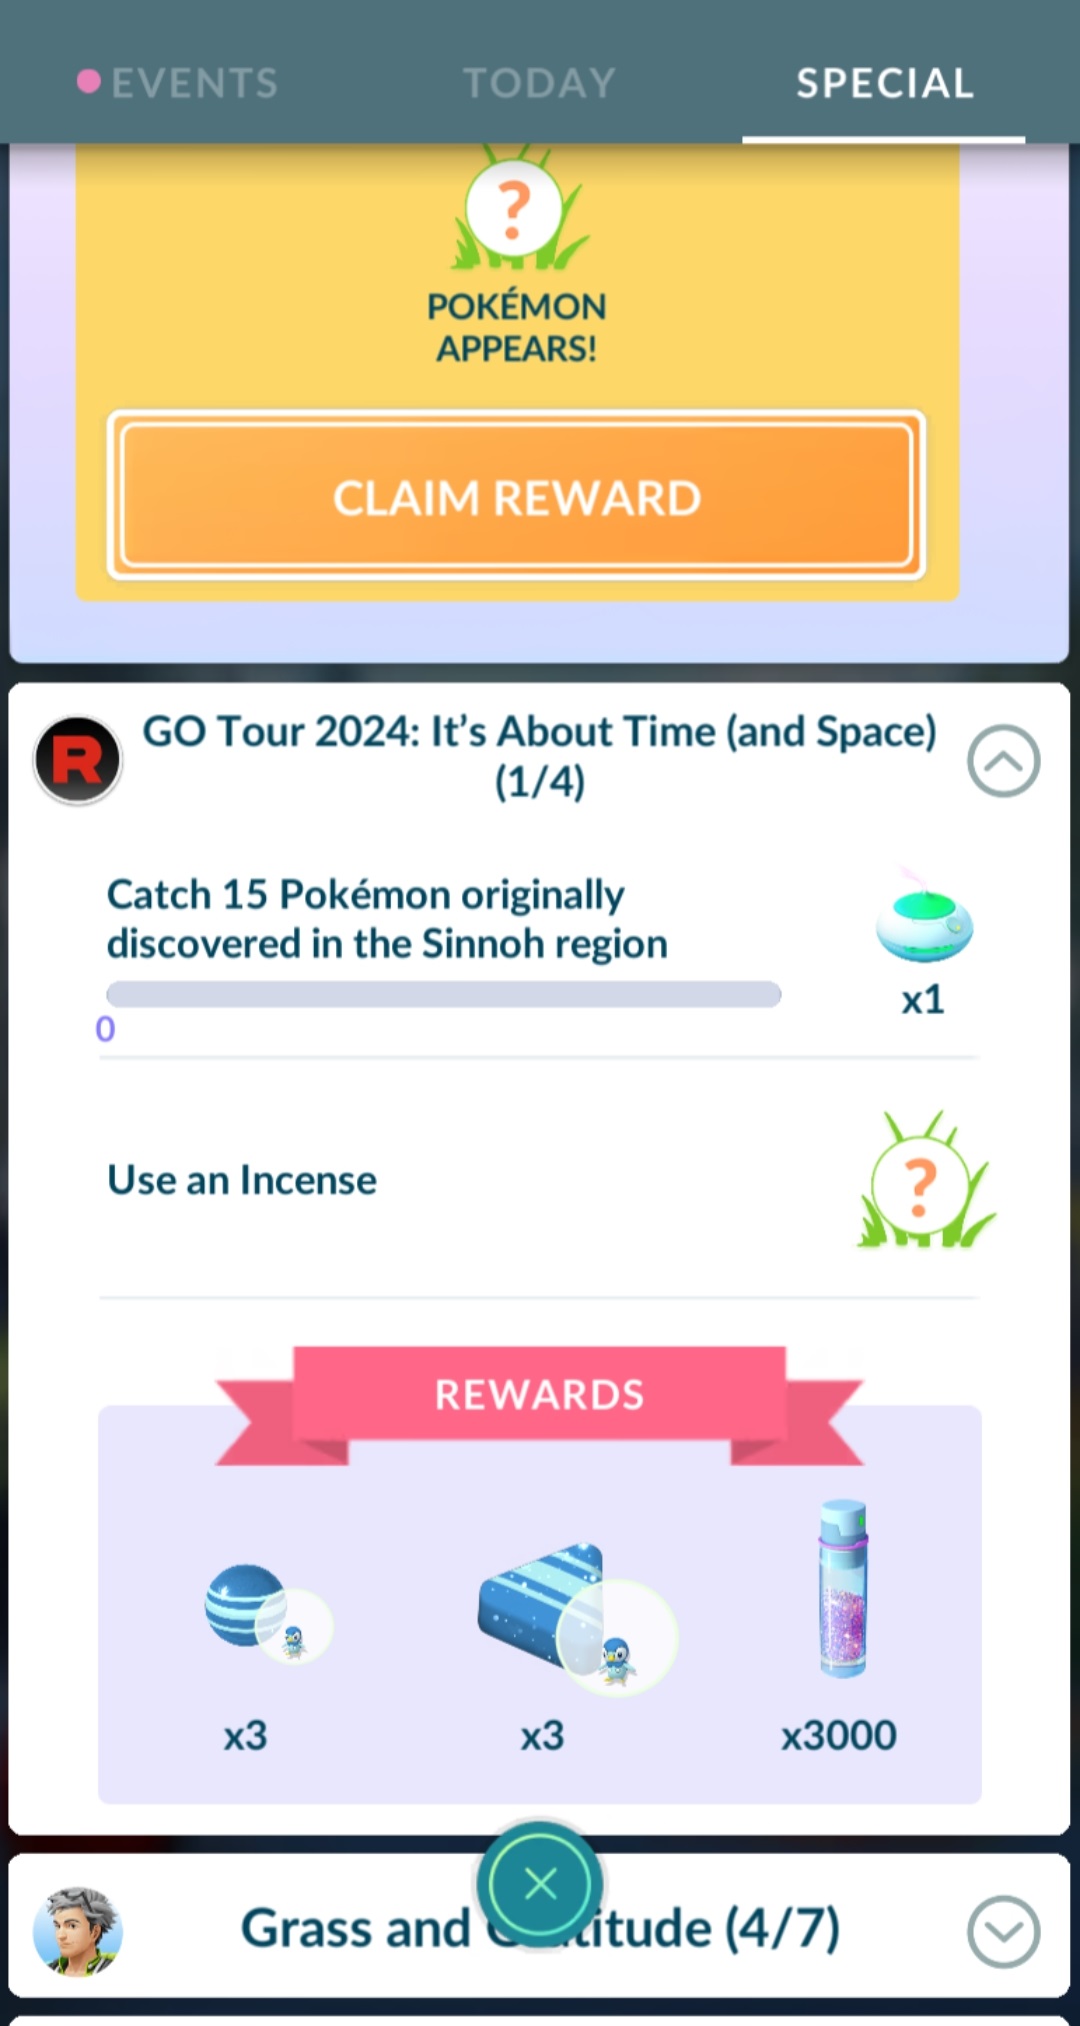 EVENTS
TODAY
SPECIAL
?
POKÉMON
APPEARS!
CLAIM REWARD
R
GO Tour 2024: It's About Time (and Space)
(1/4)
Catch 15 Pokémon originally
discovered in the Sinnoh region
x1
0
Use an Incense
?
REWARDS
x3
x3
x3000
Grass and itude (4/7)